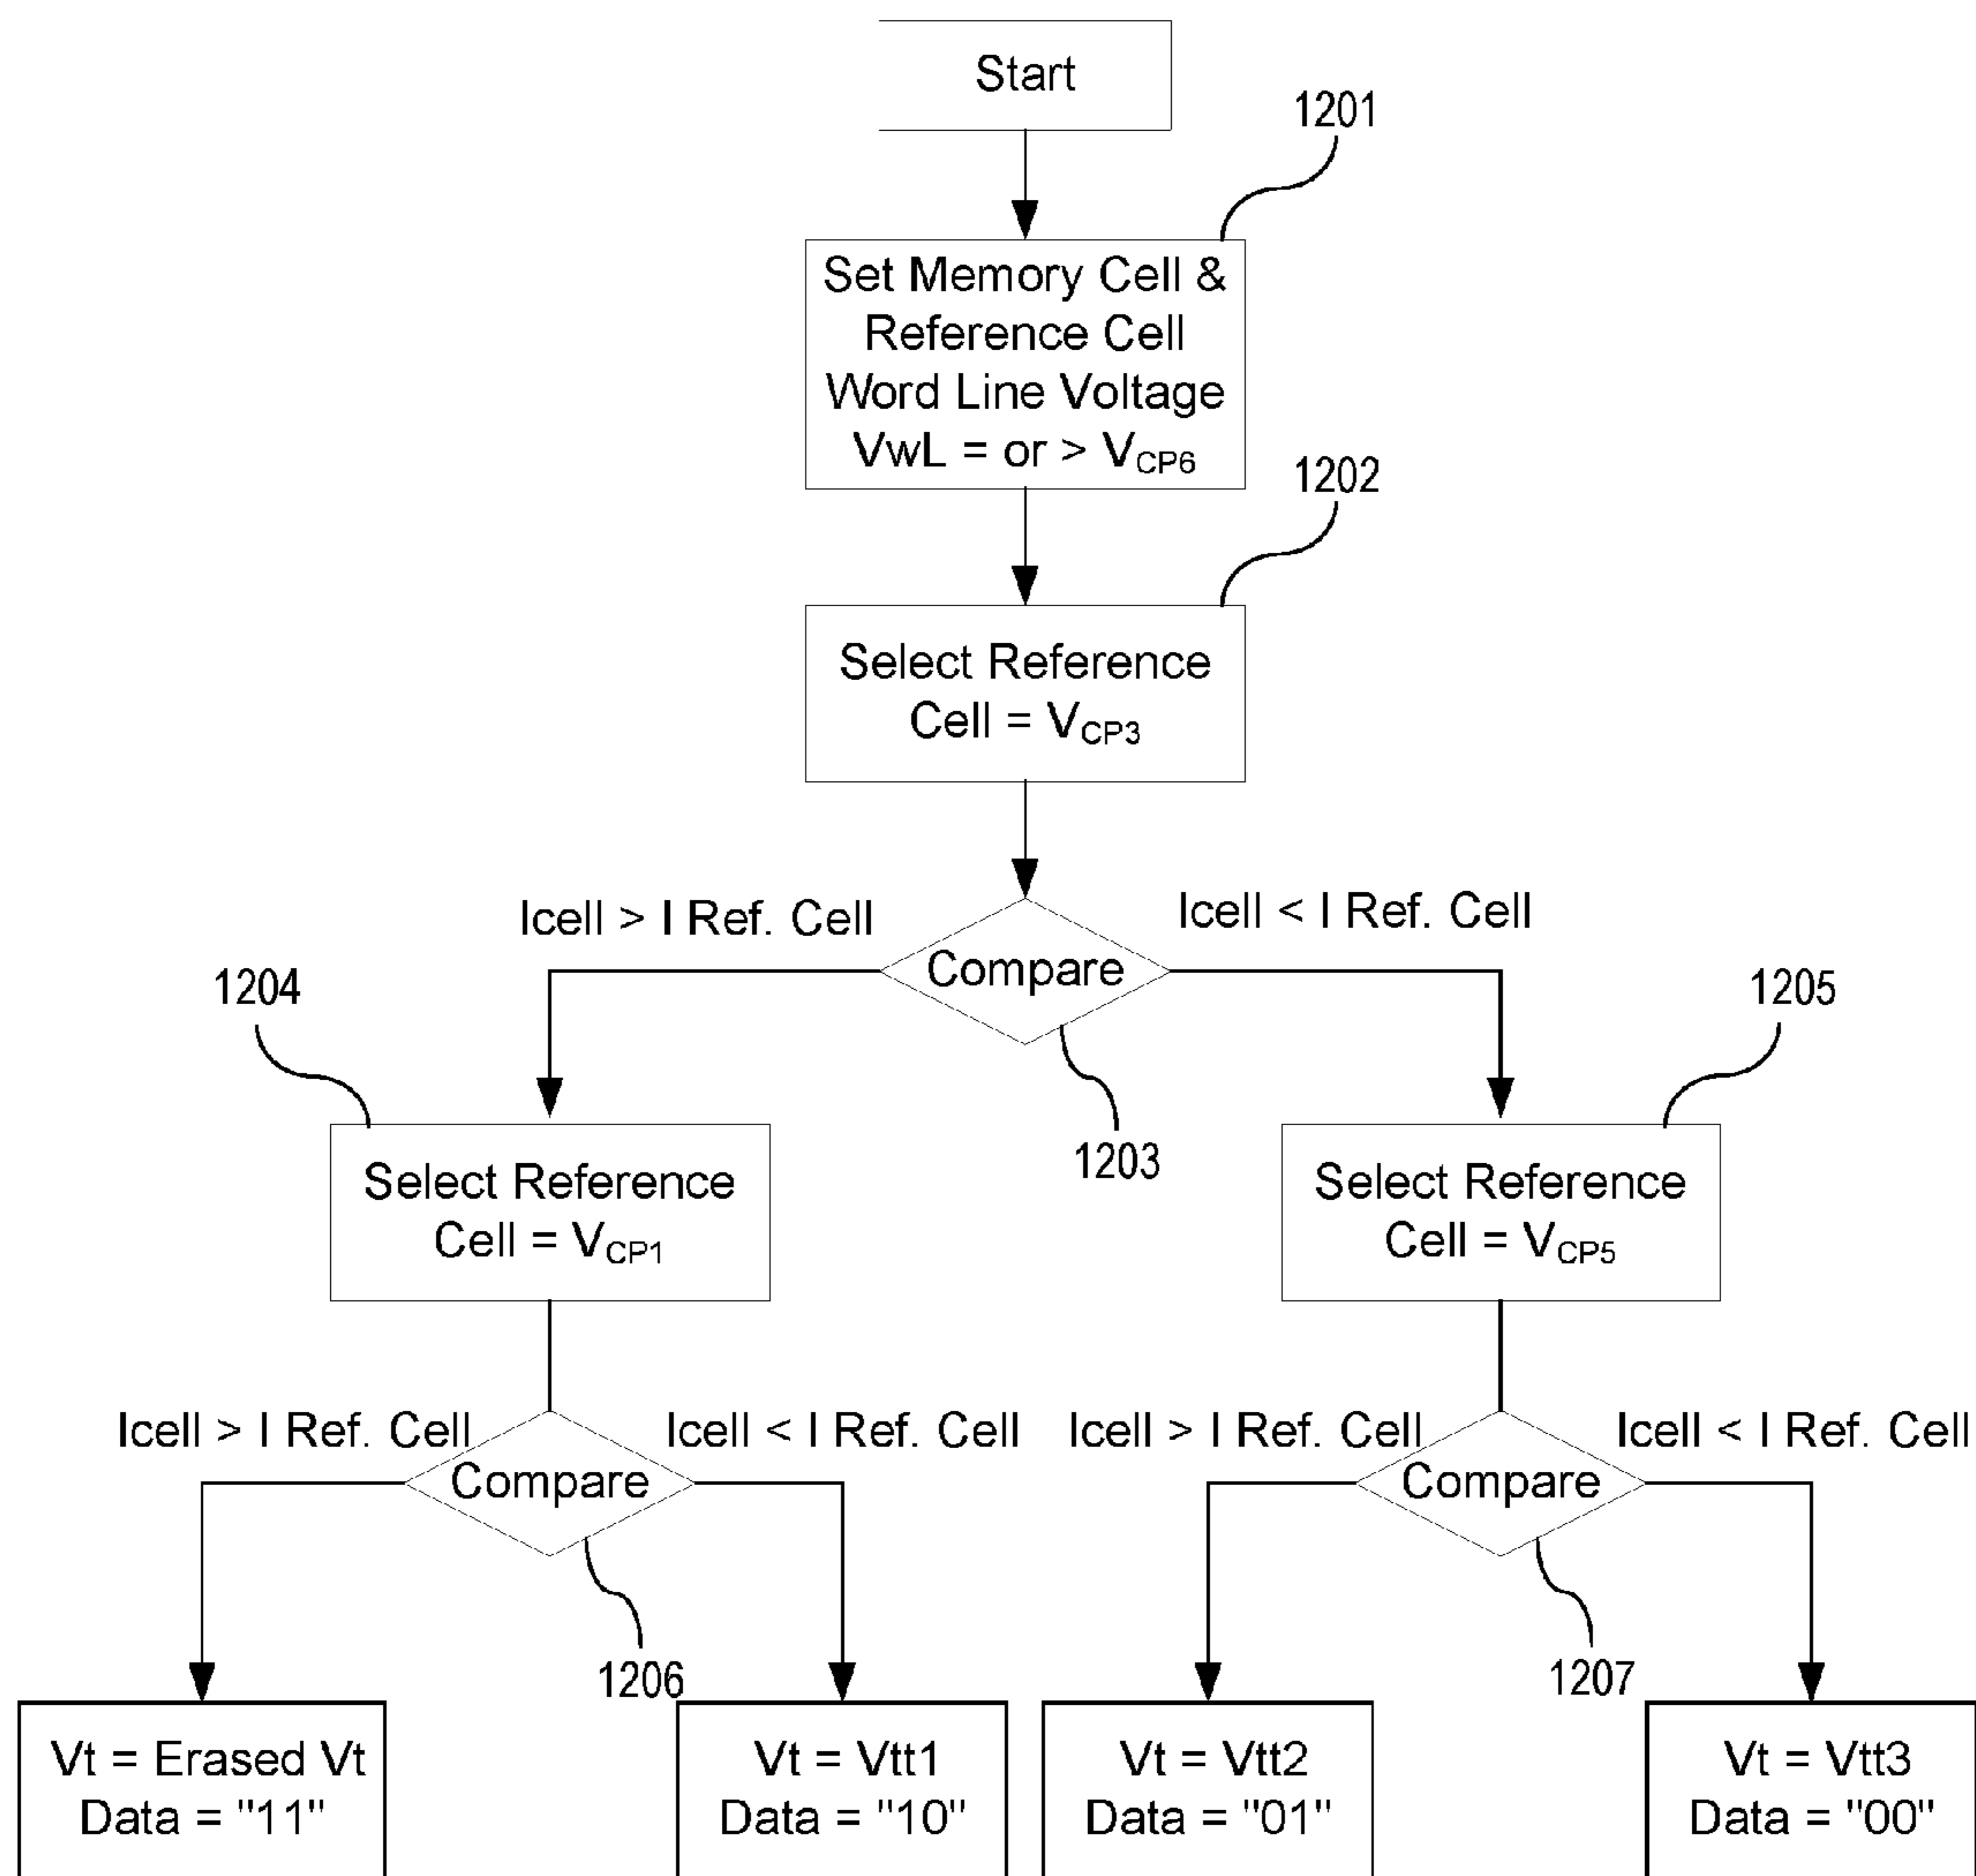 Start
1201
Set Memory Cell &
Reference Cell
Word Line Voltage
VwL = or > VCP6
1202
Select Reference
Cell = VCP3
Icell > I Ref. Cell
Icell < I Ref. Cell
Compare
1203
1204
1205
Select Reference
Cell = VCP1
Select Reference
Cell = VCP5
Icell > I Ref. Cell
Icell < I Ref. Cell
Icell > I Ref. Cell
Icell < I Ref. Cell
Compare
Compare
1206
1207
Vt = Erased Vt
Data = "11"
Vt = Vtt1
Data = "10"
Vt = Vtt2
Data = "01"
Vt = Vtt3
Data = "00"